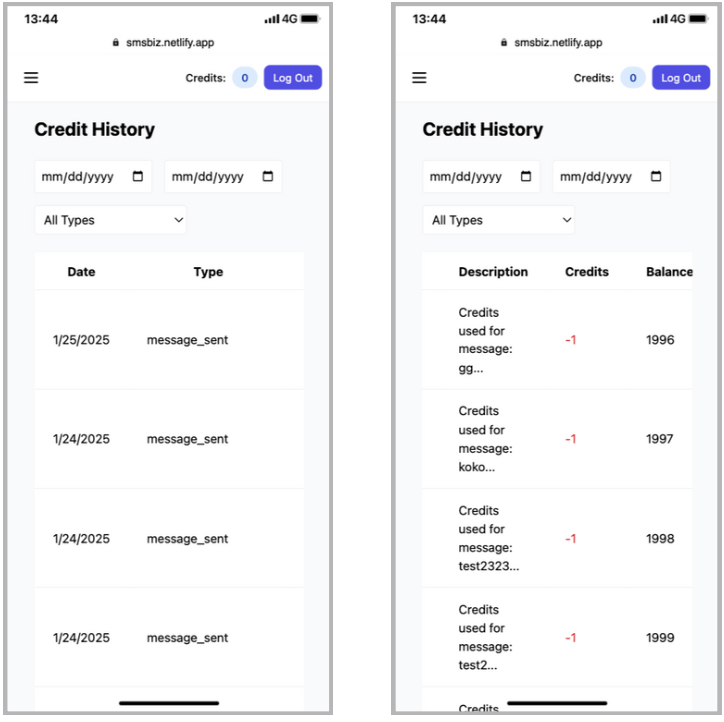 13:44
4G
smsbiz.netlify.app
Credits: 0 Log Out
Credit History
mm/dd/yyyy mm/dd/yyyy
All Types
Date Type
1/25/2025 message_sent
1/24/2025 message_sent
1/24/2025 message_sent
1/24/2025 message_sent
13:44
4G
smsbiz.netlify.app
Credits: 0 Log Out
Credit History
mm/dd/yyyy mm/dd/yyyy
All Types
Description Credits Balance
Credits
used for
message:
gg...
-1 1996
Credits
used for
message:
koko...
-1 1997
Credits
used for
message:
test2323...
-1 1998
Credits
used for
message:
test2...
-1 1999
Credits